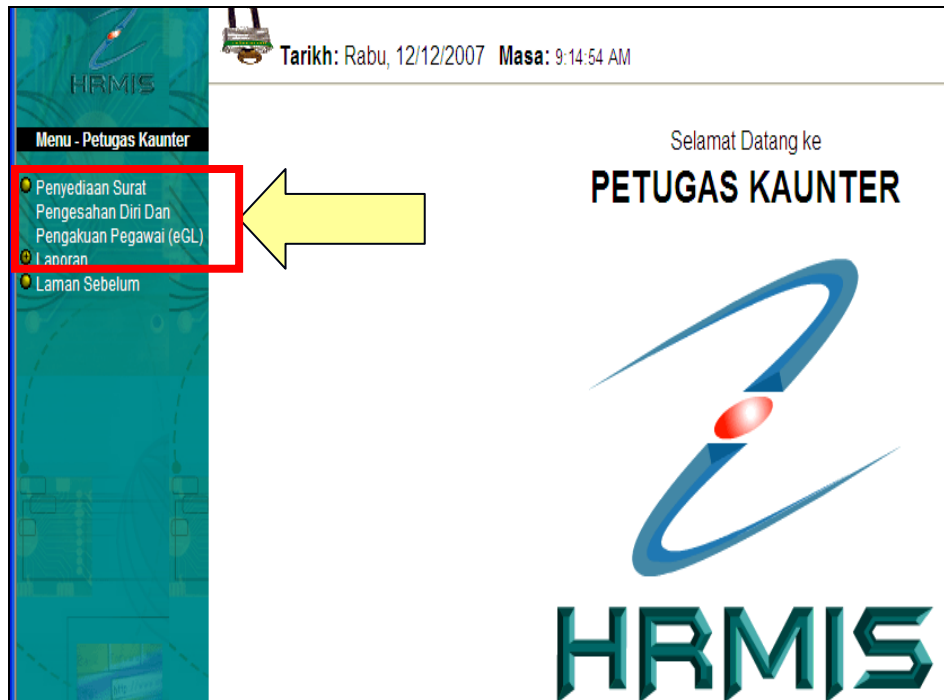 HRMIS
Tarikh: Rabu, 12/12/2007 Masa: 9:14:54 AM
Menu - Petugas Kaunter
Penyediaan Surat
Pengesahan Diri Dan
Pengakuan Pegawai (eGL)
Laporan
Laman Sebelum
Selamat Datang ke
PETUGAS KAUNTER
HRMIS